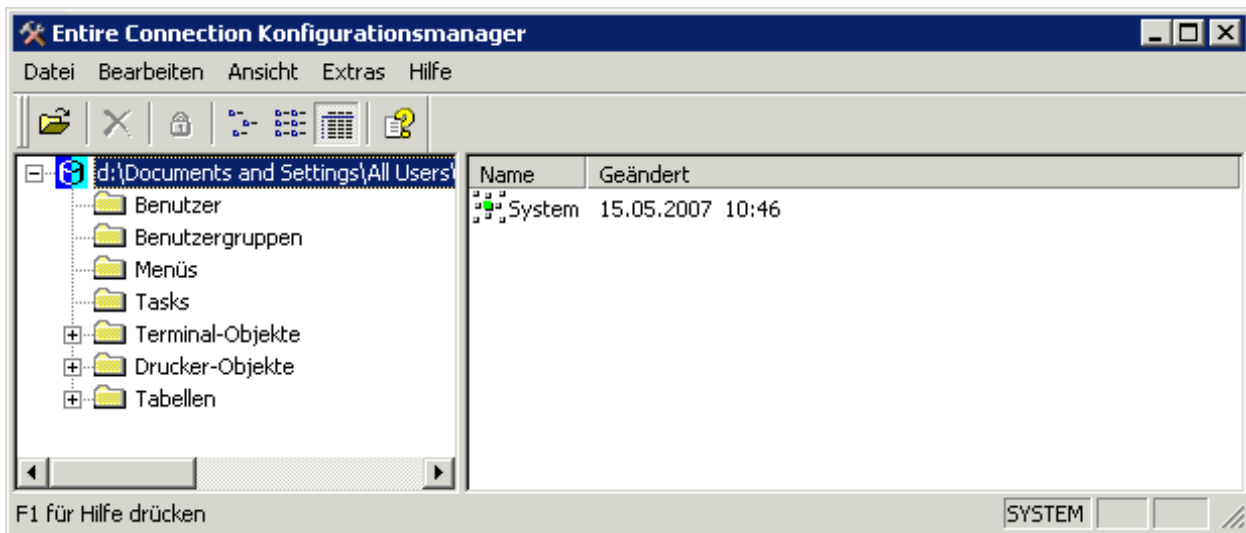 Entire Connection Konfigurationsmanager
Datei Bearbeiten Ansicht Extras Hilfe
d:\Documents and Settings\All Users\
Benutzer
Benutzergruppen
Menüs
Tasks
Terminal-Objekte
Drucker-Objekte
Tabellen
Name Geändert
System 15.05.2007 10:46
F1 für Hilfe drücken SYSTEM